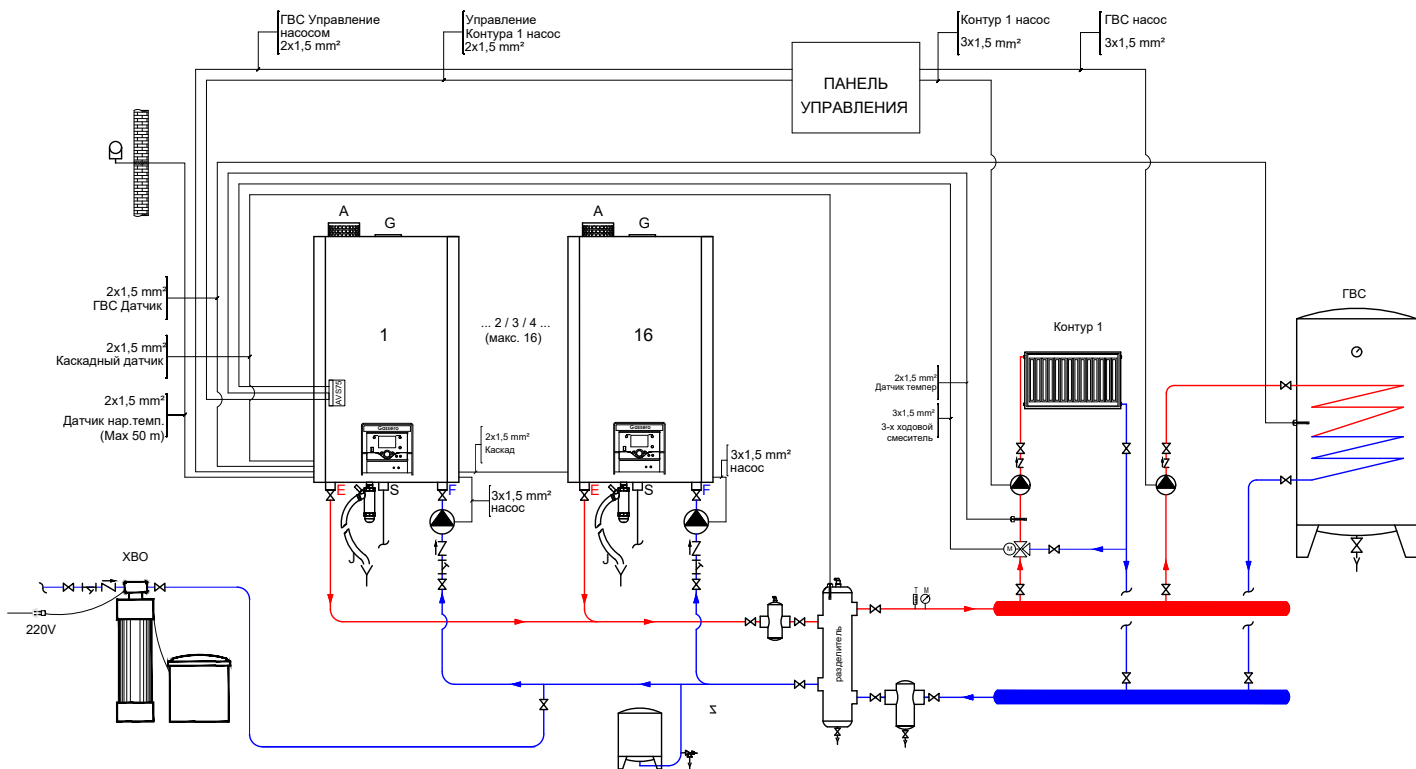 ГВС Управление
насосом
2x1,5 mm²
Управление
Контура 1 насос
2x1,5 mm²
Контур 1 насос
3x1,5 mm²
ГВС насос
3x1,5 mm²
ПАНЕЛЬ
УПРАВЛЕНИЯ
A
G
A
G
2x1,5 mm²
ГВС Датчик
2x1,5 mm²
Каскадный датчик
2x1,5 mm²
Датчик нар.темп.
(Max 50 m)
1
AVS75
Gassero
... 2 / 3 / 4 ...
(макс. 16)
16
Gassero
2x1,5 mm²
Каскад
3x1,5 mm²
насос
3x1,5 mm²
насос
E
S
F
E
S
F
Контур 1
ГВС
2x1,5 mm²
Датчик темпер
3x1,5 mm²
3-х ходовой
смеситель
M
ХВО
220V
T
M
разделитель
z